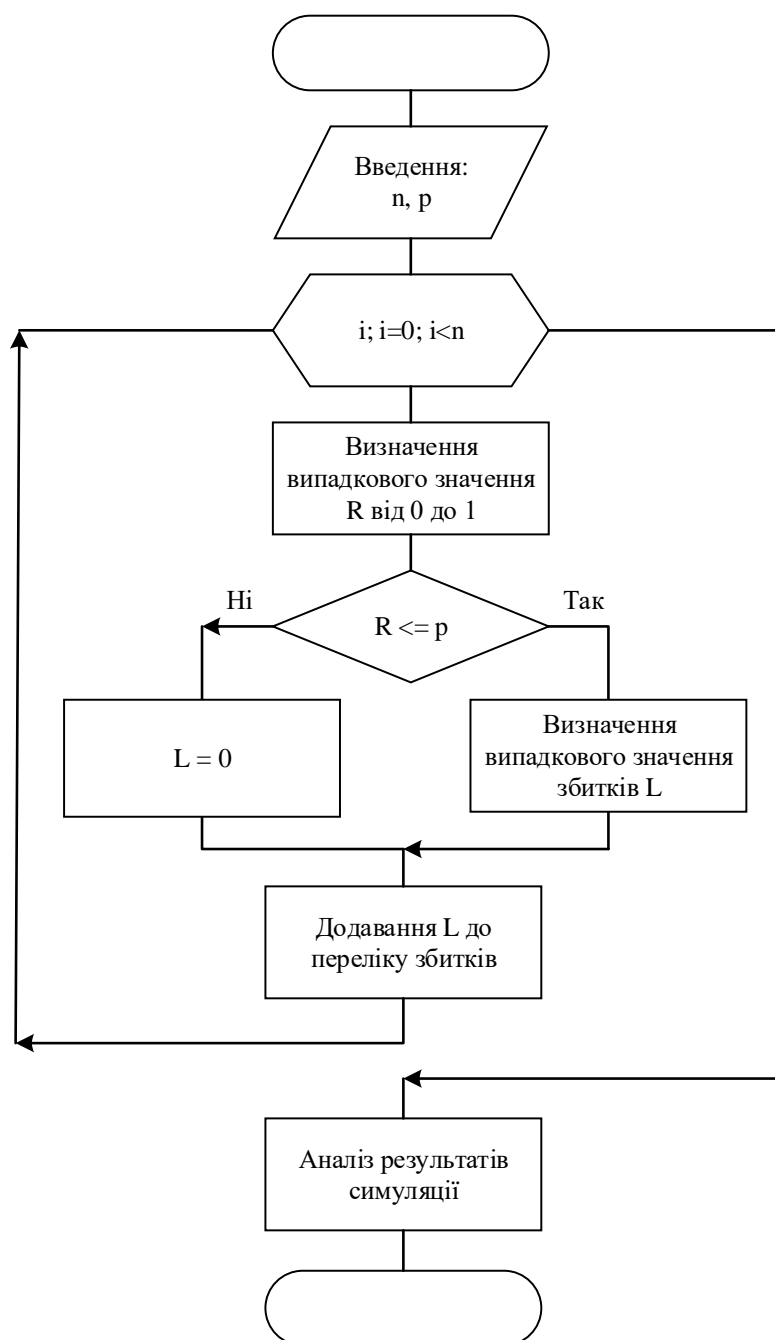 Введення:
n, p
i; i=0; i<n
Визначення
випадкового значення
R від 0 до 1
Ні
Так
R <= p
L = 0
Визначення
випадкового значення
збитків L
Додавання L до
переліку збитків
Аналіз результатів
симуляції